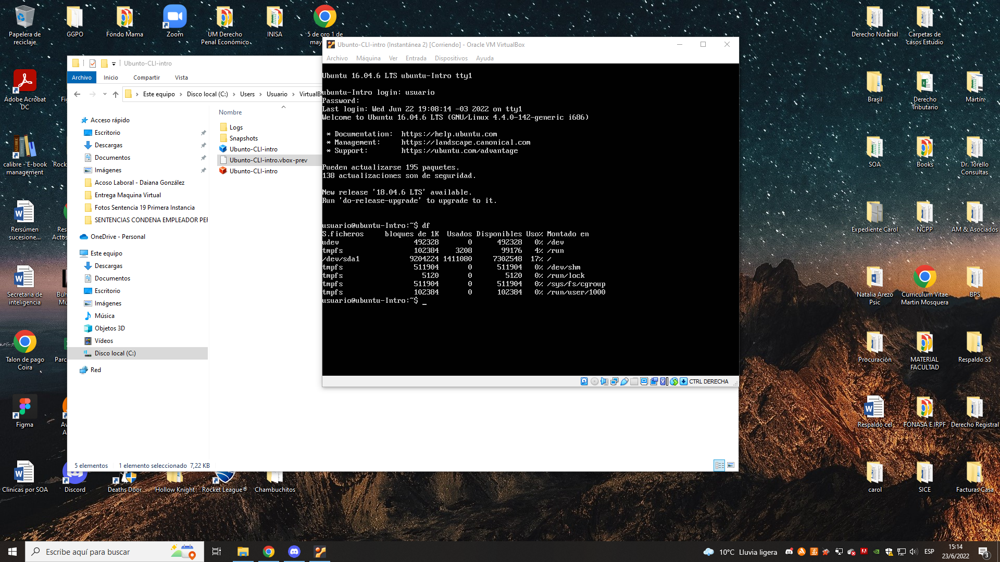 Papelera de
reciclaje
GGPO
Fondo Mama
Zoom
UM Derecho
Penal Económico
INISA
5 de oro 1 de
may
Derecho Notarial
Carpetas de
casos Estudio
Adobe Acrobat
DC
Brasil
Derecho
Tributario
Martín
calibre - E-book
management
Rock
SOA
Books
Dr. Torello
Consultas
Rersúmen
sucesione...
Expediente Carol
NCPP
AM & Asociados
Secretaria de
inteligencia
Natalia Arezo
Psic
Curriculum Vitae
Martin Mosquera
BPS
Talon de pago
Coira
Procuración
MATERIAL
FACULTAD
Respaldo S5
Figma
Respaldo cel
FONASA E IRPF
Derecho Registral
Clinicas por SOA
Discord
Deaths Door
Hollow Knight
Rocket League®
Chambuchitos
carol
SICE
Facturas Casa
Ubunto-CLI-intro
Archivo
Inicio
Compartir
Vista
Este equipo > Disco local (C:) > Users > Usuario > VirtualB
Acceso rápido
Escritorio
Descargas
Documentos
Imágenes
Acoso Laboral - Daiana González
Entrega Maquina Virtual
Fotos Sentencia 19 Primera Instancia
SENTENCIAS CONDENA EMPLEADOR PEF
OneDrive - Personal
Este equipo
Descargas
Documentos
Escritorio
Imágenes
Música
Objetos 3D
Vídeos
Disco local (C:)
Red
Nombre
Logs
Snapshots
Ubunto-CLI-intro
Ubunto-CLI-intro.vbox-prev
Ubunto-CLI-intro
5 elementos
1 elemento seleccionado 7,22 KB
Ubunto-CLI-intro (Instantánea 2) [Corriendo] - Oracle VM VirtualBox
Archivo Máquina Ver Entrada Dispositivos Ayuda
Ubuntu 16.04.6 LTS ubuntu-Intro tty1
ubuntu-Intro login: usuario
Password:
Last login: Wed Jun 22 19:08:14 -03 2022 on tty1
Welcome to Ubuntu 16.04.6 LTS (GNU/Linux 4.4.0-142-generic i686)
* Documentation: https://help.ubuntu.com
* Management: https://landscape.canonical.com
* Support: https://ubuntu.com/advantage
Pueden actualizarse 195 paquetes.
138 actualizaciones son de seguridad.
New release '18.04.6 LTS' available.
Run 'do-release-upgrade' to upgrade to it.
usuario@ubuntu-Intro:~$ df
S.ficheros bloques de 1K Usados Disponibles Uso% Montado en
udev 492328 0 492328 0% /dev
tmpfs 102384 3208 99176 4% /run
/dev/sda1 9204224 1411080 7302548 17% /
tmpfs 511904 0 511904 0% /dev/shm
tmpfs 5120 0 5120 0% /run/lock
tmpfs 511904 0 511904 0% /sys/fs/cgroup
tmpfs 102384 0 102384 0% /run/user/1000
usuario@ubuntu-Intro:~$ _
CTRL DERECHA
Escribe aquí para buscar
10°C Lluvia ligera
ESP
15:14
23/6/2022
3